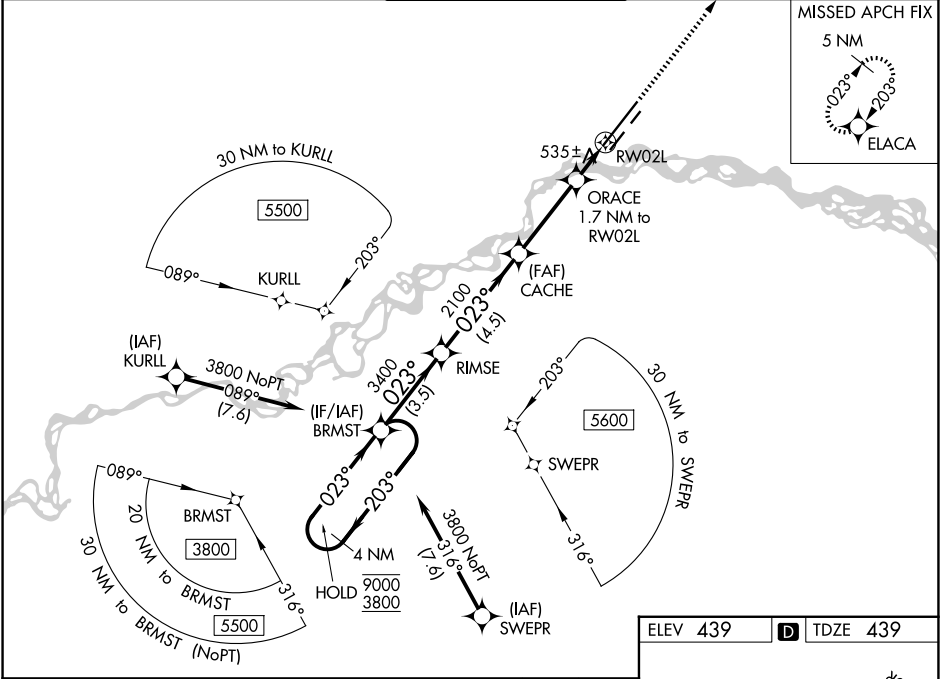 MISSED APCH FIX
5 NM
023°
203°
ELACA
30 NM to KURLL
5500
089°
203°
KURLL
535±
RW02L
ORACE
1.7 NM to
RW02L
(FAF)
CACHE
2100
023°
(4.5)
RIMSE
3400
023°
(3.5)
(IAF)
KURLL
3800 NoPT
089°
(7.6)
(IF/IAF)
BRMST
023°
203°
4 NM
HOLD
9000
3800
203°
30 NM to SWEPR
5600
SWEPR
316°
089°
BRMST
3800
20 NM to BRMST
316°
5500
30 NM to BRMST (NoPT)
3800 NoPT
316°
(7.6)
(IAF)
SWEPR
ELEV 439
D
TDZE 439